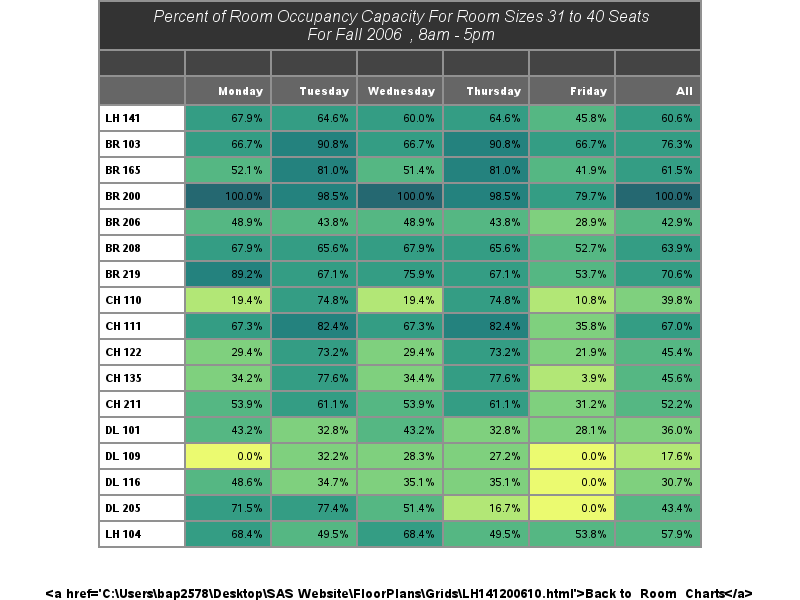 Percent of Room Occupancy Capacity For Room Sizes 31 to 40 Seats
For Fall 2006 , 8am - 5pm
Monday Tuesday Wednesday Thursday Friday All
LH 141 67.9% 64.6% 60.0% 64.6% 45.8% 60.6%
BR 103 66.7% 90.8% 66.7% 90.8% 66.7% 76.3%
BR 165 52.1% 81.0% 51.4% 81.0% 41.9% 61.5%
BR 200 100.0% 98.5% 100.0% 98.5% 79.7% 100.0%
BR 206 48.9% 43.8% 48.9% 43.8% 28.9% 42.9%
BR 208 67.9% 65.6% 67.9% 65.6% 52.7% 63.9%
BR 219 89.2% 67.1% 75.9% 67.1% 53.7% 70.6%
CH 110 19.4% 74.8% 19.4% 74.8% 10.8% 39.8%
CH 111 67.3% 82.4% 67.3% 82.4% 35.8% 67.0%
CH 122 29.4% 73.2% 29.4% 73.2% 21.9% 45.4%
CH 135 34.2% 77.6% 34.4% 77.6% 3.9% 45.6%
CH 211 53.9% 61.1% 53.9% 61.1% 31.2% 52.2%
DL 101 43.2% 32.8% 43.2% 32.8% 28.1% 36.0%
DL 109 0.0% 32.2% 28.3% 27.2% 0.0% 17.6%
DL 116 48.6% 34.7% 35.1% 35.1% 0.0% 30.7%
DL 205 71.5% 77.4% 51.4% 16.7% 0.0% 43.4%
LH 104 68.4% 49.5% 68.4% 49.5% 53.8% 57.9%
<a href='C:\Users\bap2578\Desktop\SAS Website\FloorPlans\Grids\LH141200610.html'>Back to Room Charts</a>